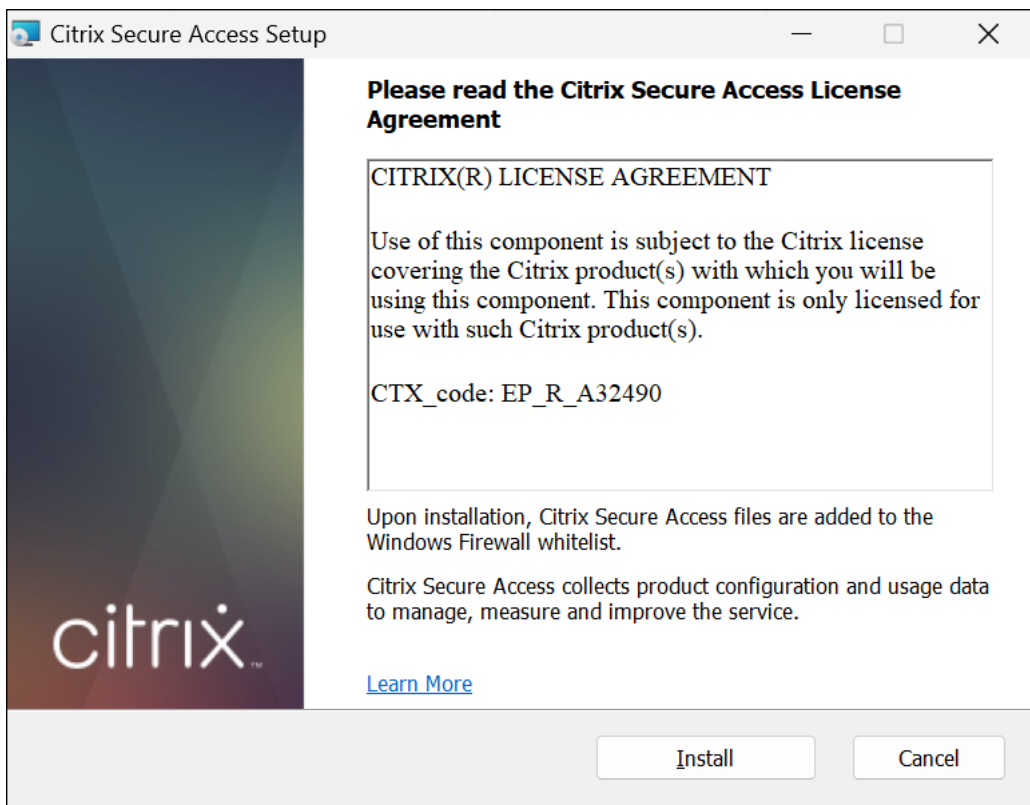 Citrix Secure Access Setup
Please read the Citrix Secure Access License
Agreement
CITRIX(R) LICENSE AGREEMENT
Use of this component is subject to the Citrix license
covering the Citrix product(s) with which you will be
using this component. This component is only licensed for
use with such Citrix product(s).
CTX_code: EP_R_A32490
Upon installation, Citrix Secure Access files are added to the
Windows Firewall whitelist.
Citrix Secure Access collects product configuration and usage data
to manage, measure and improve the service.
citrix™
Learn More
Install
Cancel